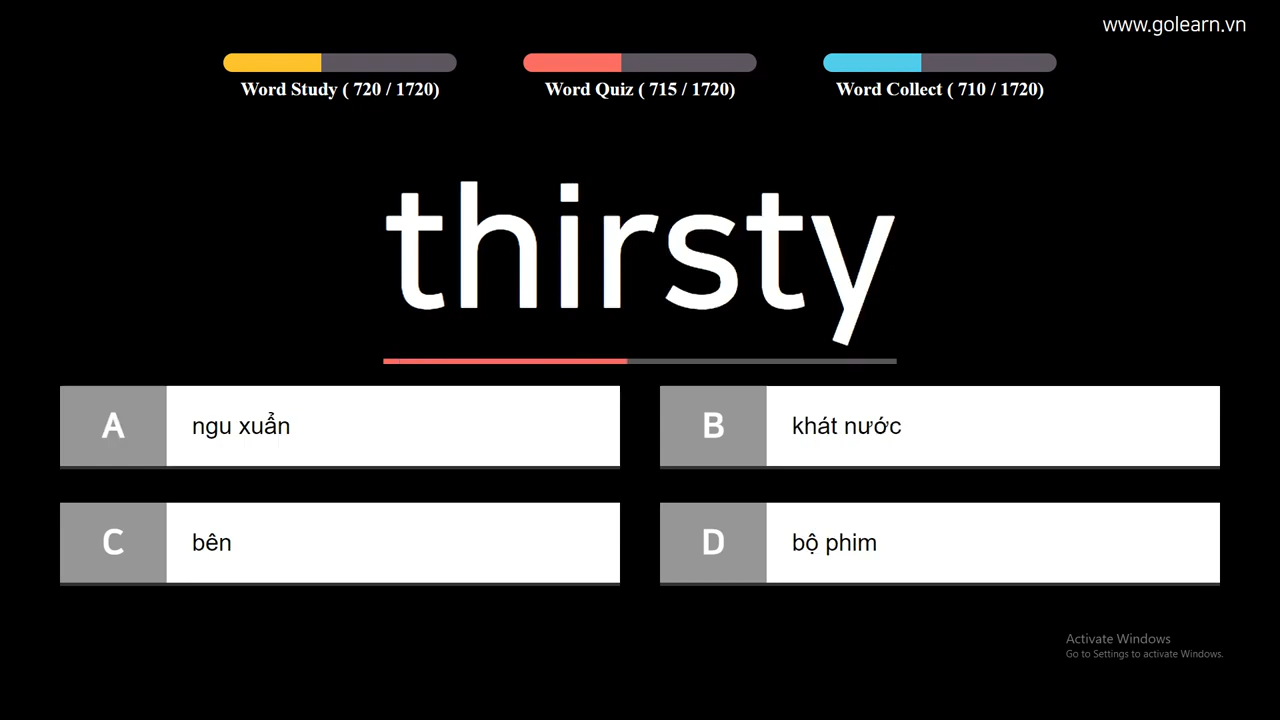 www.golearn.vn
Word Study ( 720 / 1720)
Word Quiz ( 715 / 1720)
Word Collect ( 710 / 1720)
thirsty
A ngu xuẩn
B khát nước
C bên
D bộ phim
Activate Windows
Go to Settings to activate Windows.